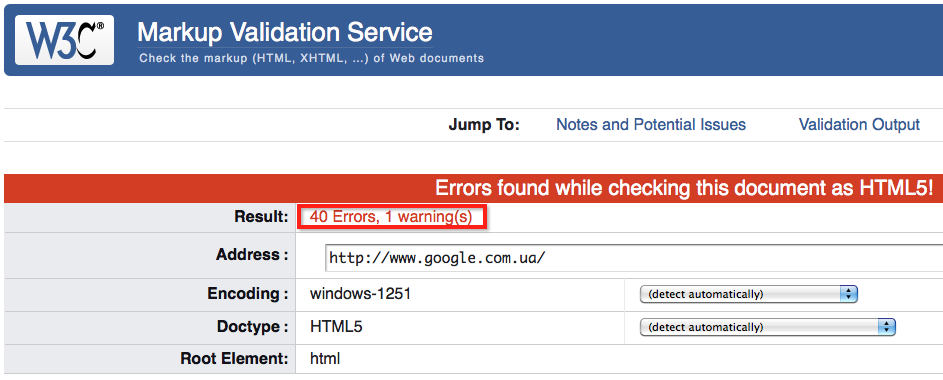 W3C® Markup Validation Service
Check the markup (HTML, XHTML, …) of Web documents
Jump To: Notes and Potential Issues Validation Output
Errors found while checking this document as HTML5!
Result: 40 Errors, 1 warning(s)
Address : http://www.google.com.ua/
Encoding : windows-1251 (detect automatically)
Doctype : HTML5 (detect automatically)
Root Element: html